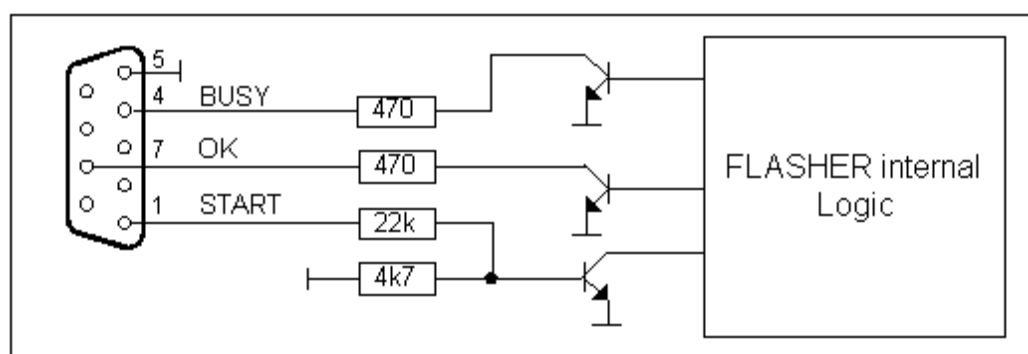 5
4 BUSY 470
7 OK 470
1 START 22k
4k7
FLASHER internal
Logic